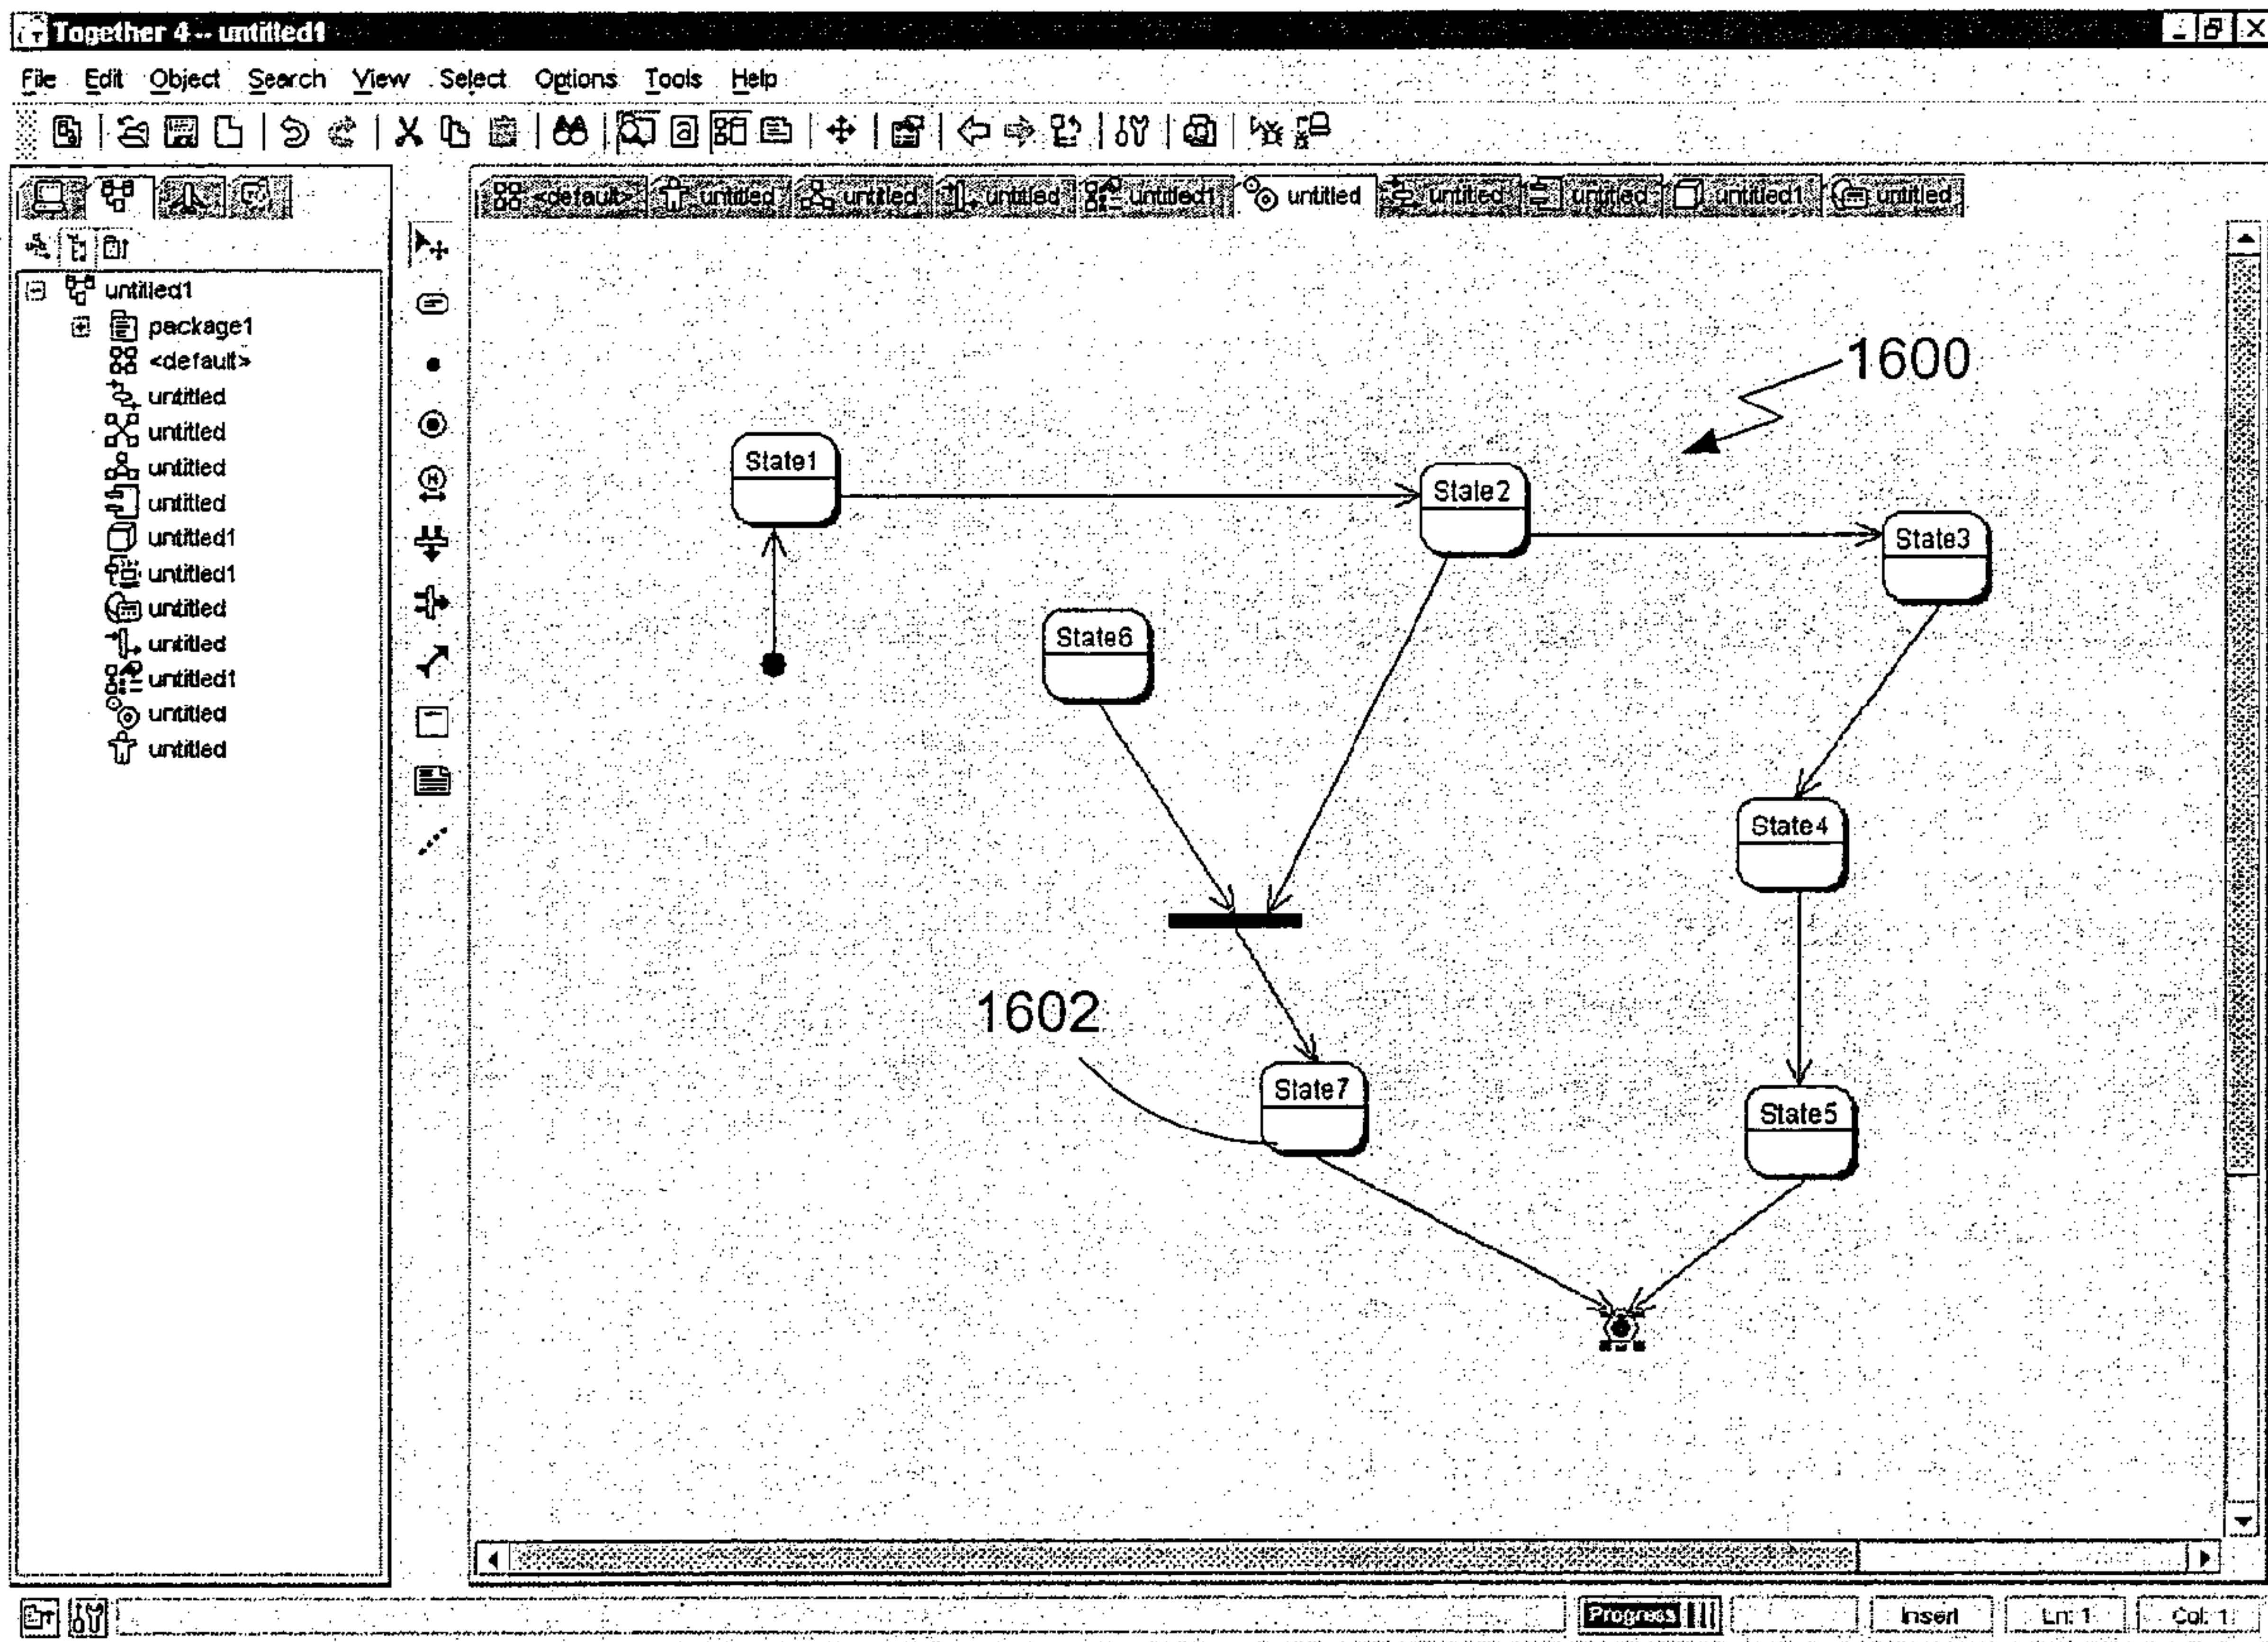 Together 4 -- untitled1
File Edit Object Search View Select Options Tools Help
<default> untitled untitled untitled untitled1 untitled untitled untitled untitled1 untitled
untitled1
package1
<default>
untitled
untitled
untitled
untitled
untitled1
untitled1
untitled
untitled
untitled1
untitled
untitled
1600
State1
State2
State3
State6
State4
1602
State7
State5
Progress Insert Ln: 1 Col: 1